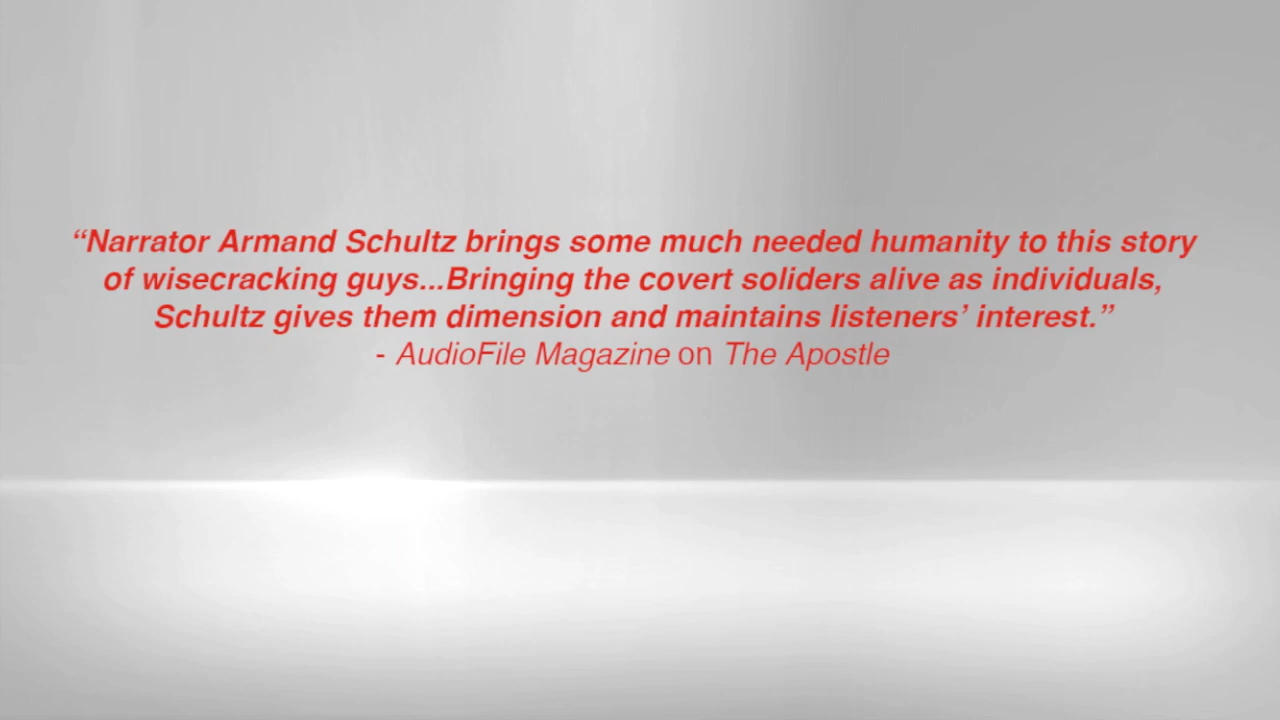 “Narrator Armand Schultz brings some much needed humanity to this story
of wisecracking guys...Bringing the covert soliders alive as individuals,
Schultz gives them dimension and maintains listeners’ interest.”
- AudioFile Magazine on The Apostle